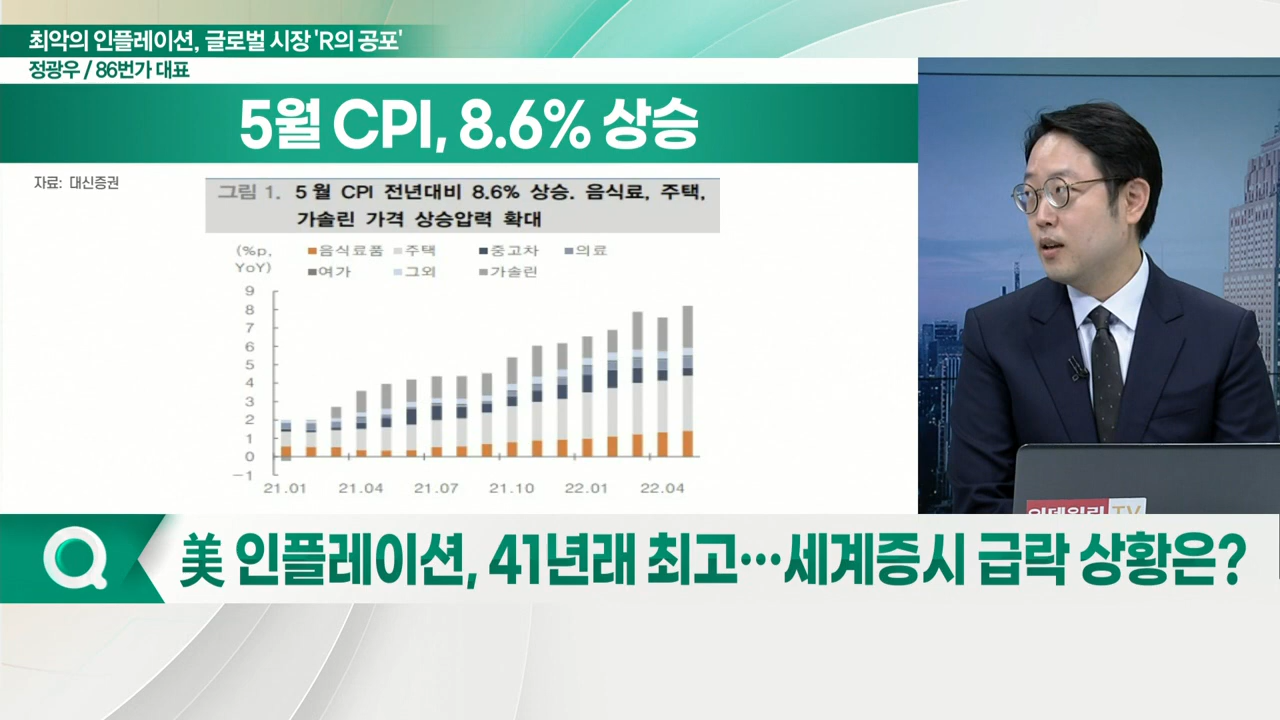 최악의 인플레이션, 글로벌 시장 'R의 공포'
정광우 / 86번가 대표
5월 CPI, 8.6% 상승
자료: 대신증권
그림 1. 5월 CPI 전년대비 8.6% 상승. 음식료, 주택,
가솔린 가격 상승압력 확대
(%p,
YoY)
음식료품 주택 중고차 의료
여가 그외 가솔린
9
8
7
6
5
4
3
2
1
0
-1
21.01 21.04 21.07 21.10 22.01 22.04
이데일리 TV
美 인플레이션, 41년래 최고…세계증시 급락 상황은?